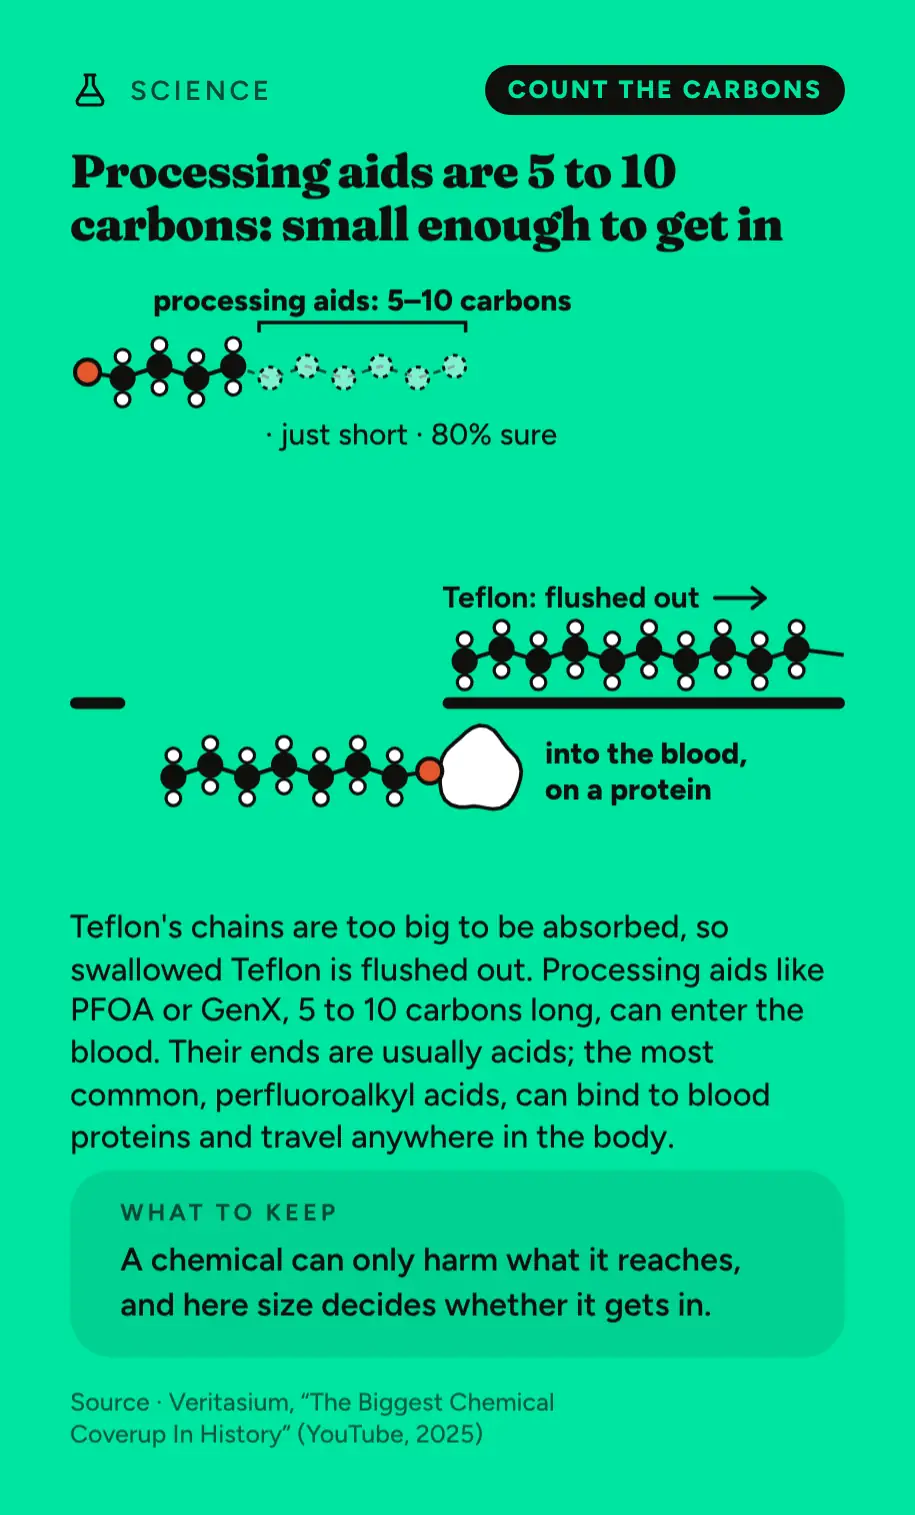 SCIENCE
COUNT THE CARBONS
Processing aids are 5 to 10
carbons: small enough to get in
processing aids: 5–10 carbons
· just short · 80% sure
Teflon: flushed out →
into the blood,
on a protein
Teflon's chains are too big to be absorbed, so
swallowed Teflon is flushed out. Processing aids like
PFOA or GenX, 5 to 10 carbons long, can enter the
blood. Their ends are usually acids; the most
common, perfluoroalkyl acids, can bind to blood
proteins and travel anywhere in the body.
WHAT TO KEEP
A chemical can only harm what it reaches,
and here size decides whether it gets in.
Source · Veritasium, “The Biggest Chemical
Coverup In History” (YouTube, 2025)